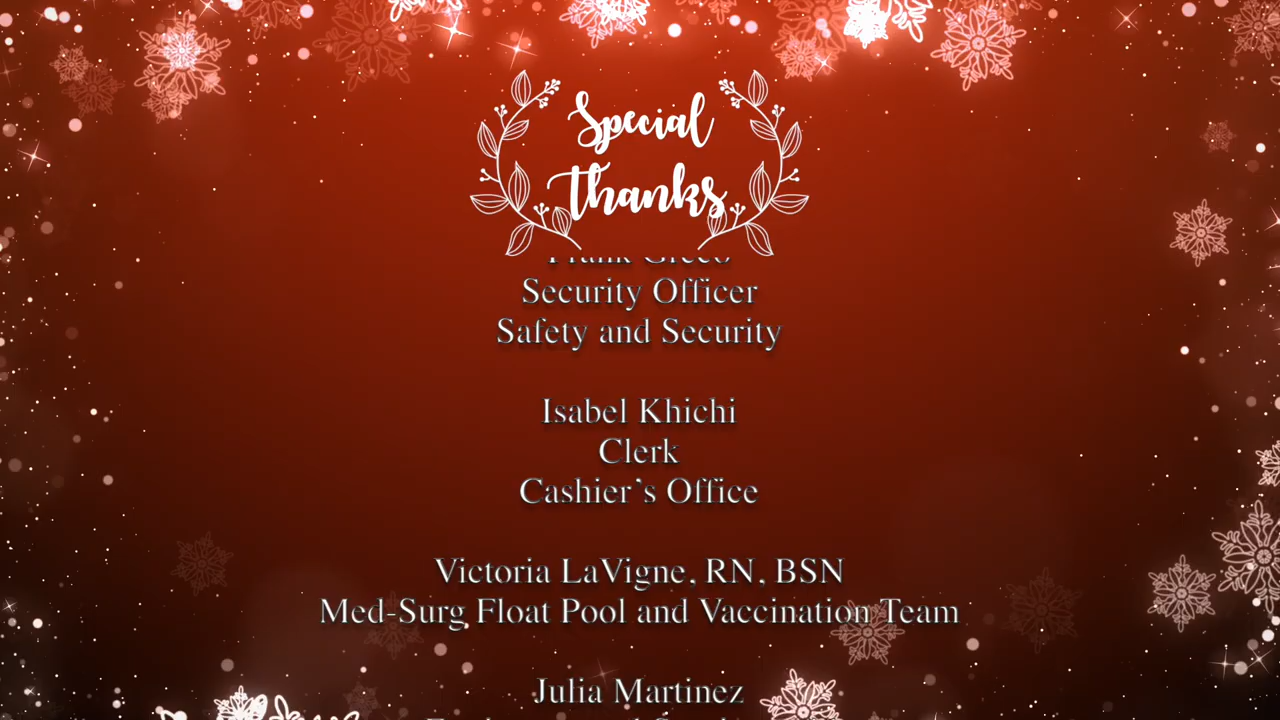 Special
Thanks
Security Officer
Safety and Security
Isabel Khichi
Clerk
Cashier's Office
Victoria LaVigne, RN, BSN
Med-Surg Float Pool and Vaccination Team
Julia Martinez